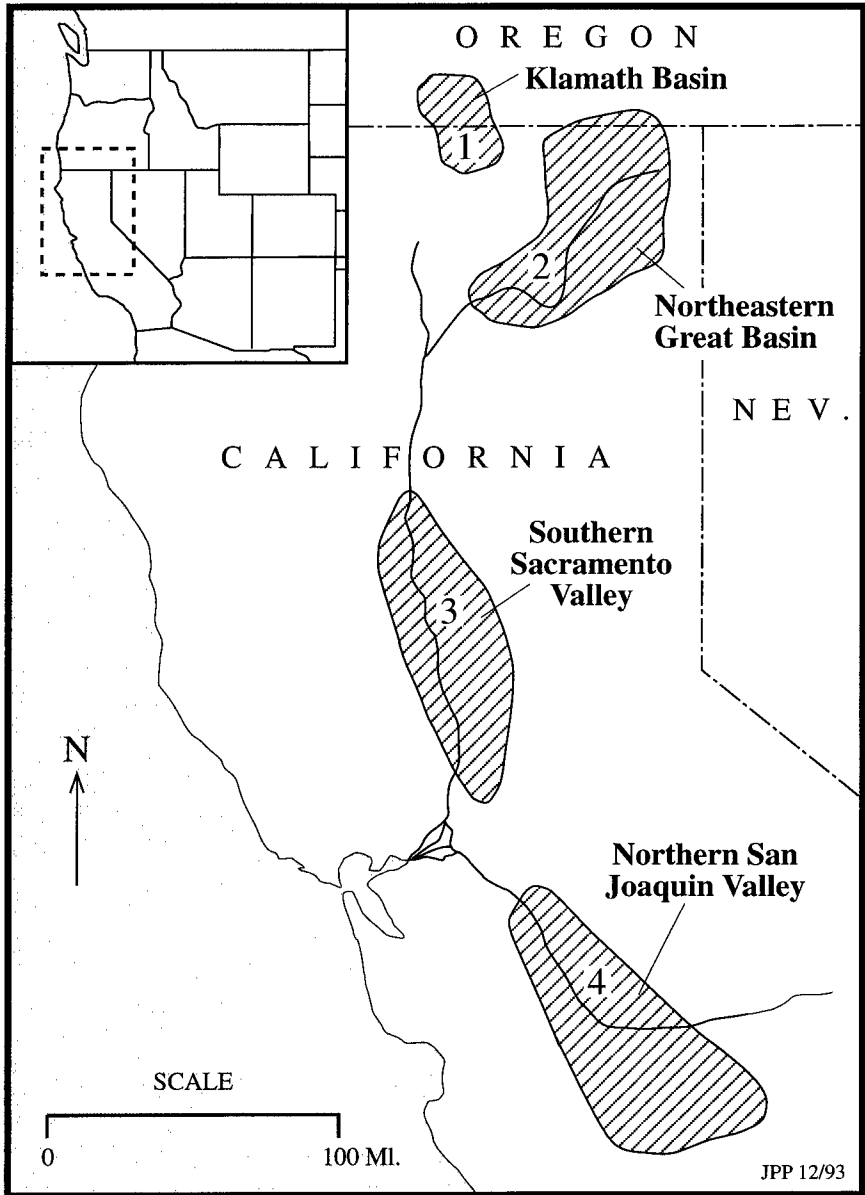 O R E G O N
Klamath Basin
1
2
Northeastern
Great Basin
N E V .
C A L I F O R N I A
Southern
Sacramento
Valley
3
N
Northern San
Joaquin Valley
4
SCALE
0 100 MI.
JPP 12/93